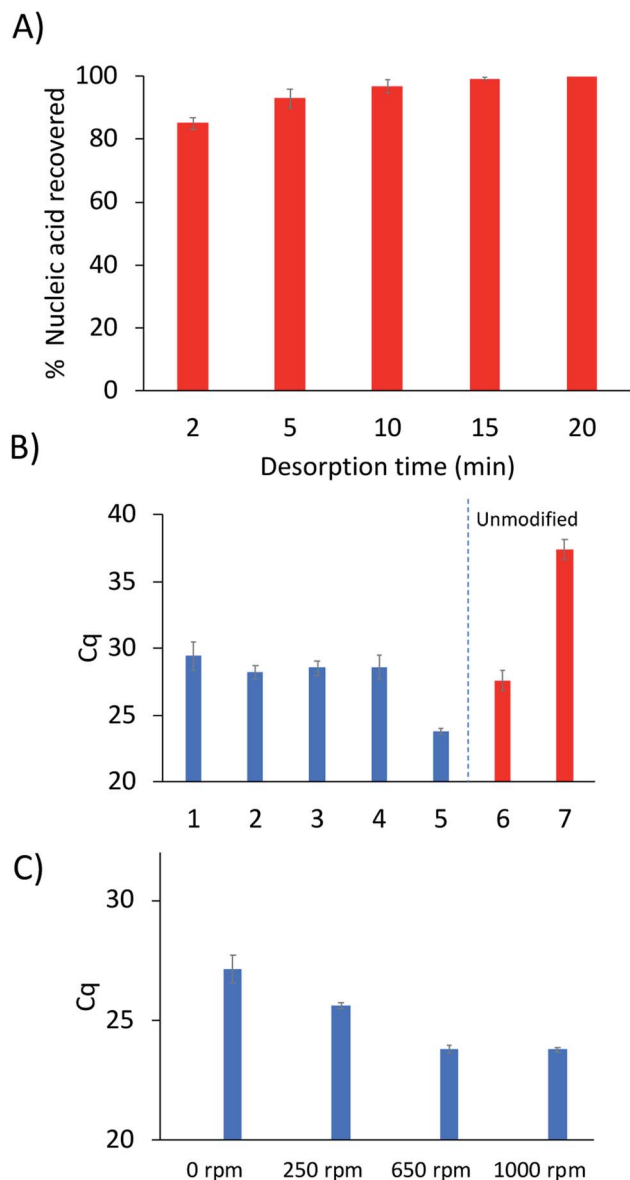 A)
% Nucleic acid recovered
100
80
60
40
20
0
2 5 10 15 20
Desorption time (min)
B)
Unmodified
Cq
40
35
30
25
20
1 2 3 4 5 6 7
C)
Cq
30
25
20
0 rpm 250 rpm 650 rpm 1000 rpm